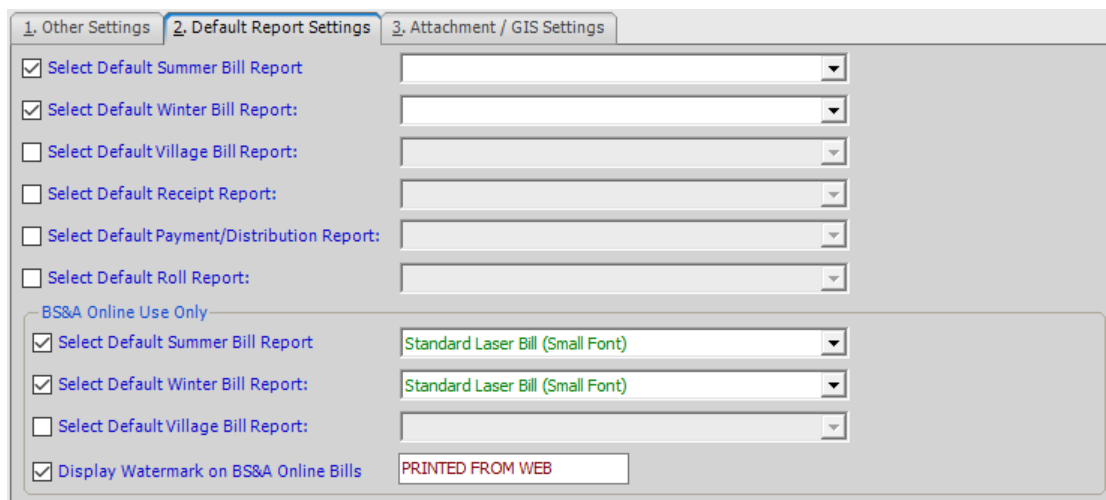 1. Other Settings 2. Default Report Settings 3. Attachment / GIS Settings
Select Default Summer Bill Report
Select Default Winter Bill Report:
Select Default Village Bill Report:
Select Default Receipt Report:
Select Default Payment/Distribution Report:
Select Default Roll Report:
BS&A Online Use Only
Select Default Summer Bill Report Standard Laser Bill (Small Font)
Select Default Winter Bill Report: Standard Laser Bill (Small Font)
Select Default Village Bill Report:
Display Watermark on BS&A Online Bills PRINTED FROM WEB